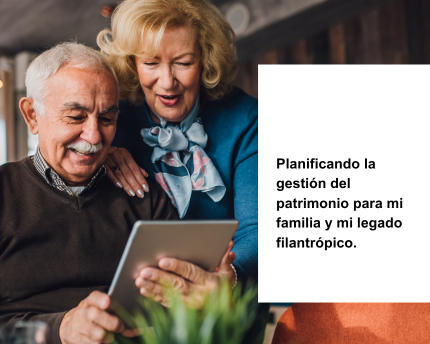 Planificando la
gestión del
patrimonio para mi
familia y mi legado
filantrópico.